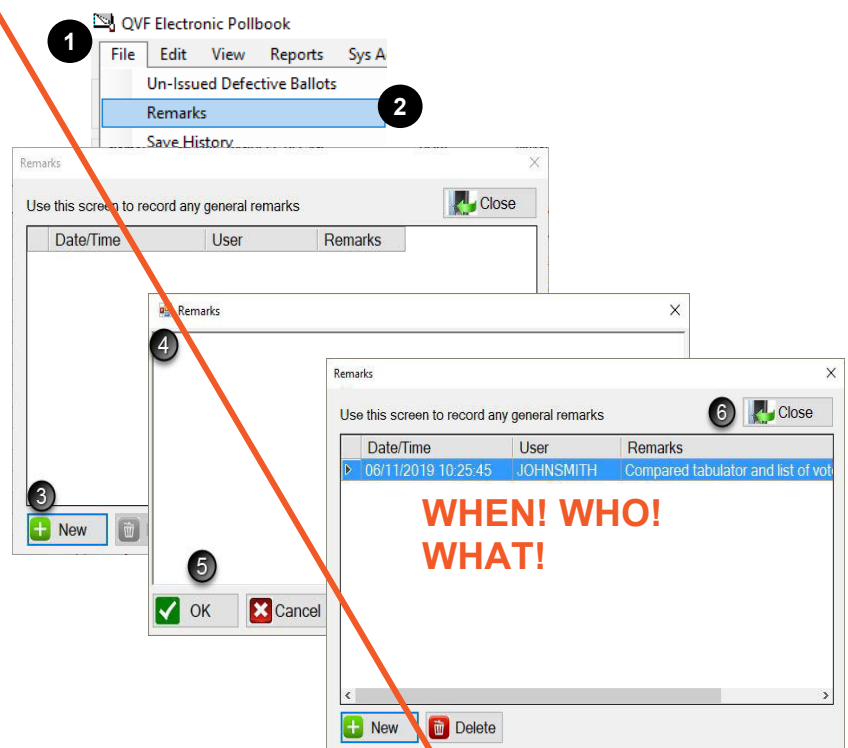 QVF Electronic Pollbook
1
File Edit View Reports Sys A
Un-Issued Defective Ballots
Remarks
2
Save History
Remarks
Use this screen to record any general remarks
Close
Date/Time User Remarks
3
New
Remarks
4
5
OK Cancel
Remarks
Use this screen to record any general remarks
6
Close
Date/Time User Remarks
06/11/2019 10:25:45 JOHNSMITH Compared tabulator and list of vot
WHEN! WHO!
WHAT!
New Delete